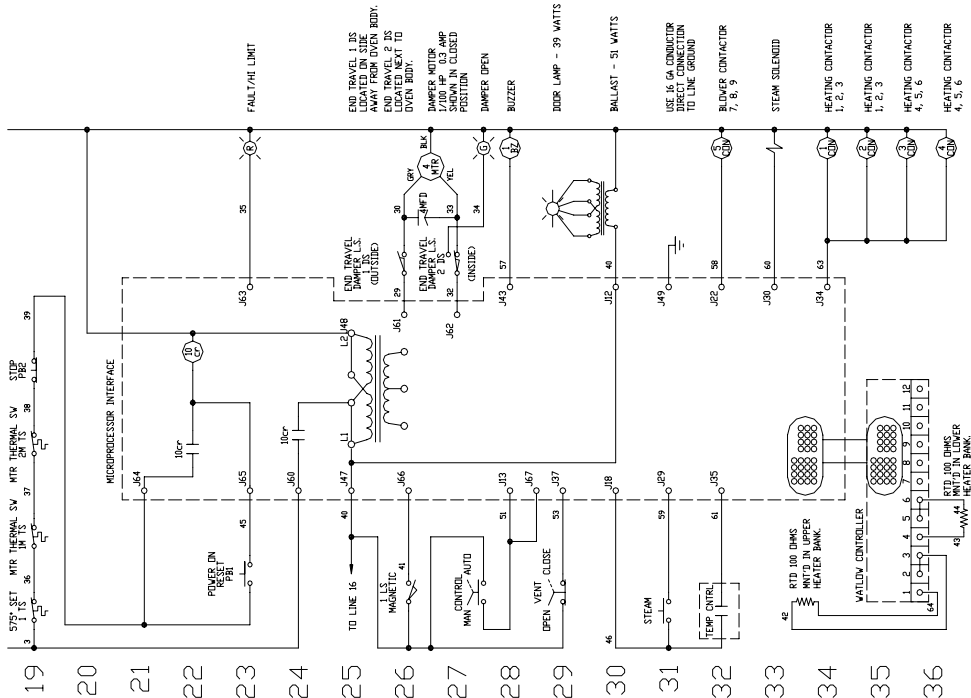 19
20
21
22
23
24
25
26
27
28
29
30
31
32
33
34
35
36
3
575° SET
1 TS
36
MTR THERMAL SW
1M TS
37
MTR THERMAL SW
2M TS
38
STOP
PB2
39
MICROPROCESSOR INTERFACE
J64
10cr
10
cr
J65
45
POWER ON
RESET
PB1
J63
35
R
FAULT/HI LIMIT
J60
10cr
J47
40
L1
L2
J48
TO LINE 16
J66
41
1 LS
MAGNETIC
CONTROL
MAN
AUTO
J13
51
J67
J37
53
VENT
OPEN
CLOSE
END TRAVEL
DAMPER L.S.
1 DS
(OUTSIDE)
J61
29
30
GRY
BLK
4
MTR
YEL
4MFD
END TRAVEL
DAMPER L.S.
2 DS
(INSIDE)
J62
32
33
34
G
END TRAVEL 1 DS
LOCATED ON SIDE
AWAY FROM OVEN BODY.
END TRAVEL 2 DS
LOCATED NEXT TO
OVEN BODY.
DAMPER MOTOR
1/100 HP 0.3 AMP
SHOWN IN CLOSED
POSITION
DAMPER OPEN
J43
57
1
BZ
BUZZER
DOOR LAMP - 39 WATTS
J18
46
J12
40
BALLAST - 51 WATTS
J29
59
STEAM
J49
USE 16 GA CONDUCTOR
DIRECT CONNECTION
TO LINE GROUND
J35
61
TEMP CNTRL
J22
58
5
CON
BLOWER CONTACTOR
7, 8, 9
J30
60
STEAM SOLENOID
J34
63
1
CON
HEATING CONTACTOR
1, 2, 3
2
CON
HEATING CONTACTOR
1, 2, 3
3
CON
HEATING CONTACTOR
4, 5, 6
4
CON
HEATING CONTACTOR
4, 5, 6
RTD 100 OHMS
MNT'D IN UPPER
HEATER BANK.
42
WATLOW CONTROLLER
1 2 3 4 5 6 7 8 9 10 11 12
64
43
44
RTD 100 OHMS
MNT'D IN LOWER
HEATER BANK.